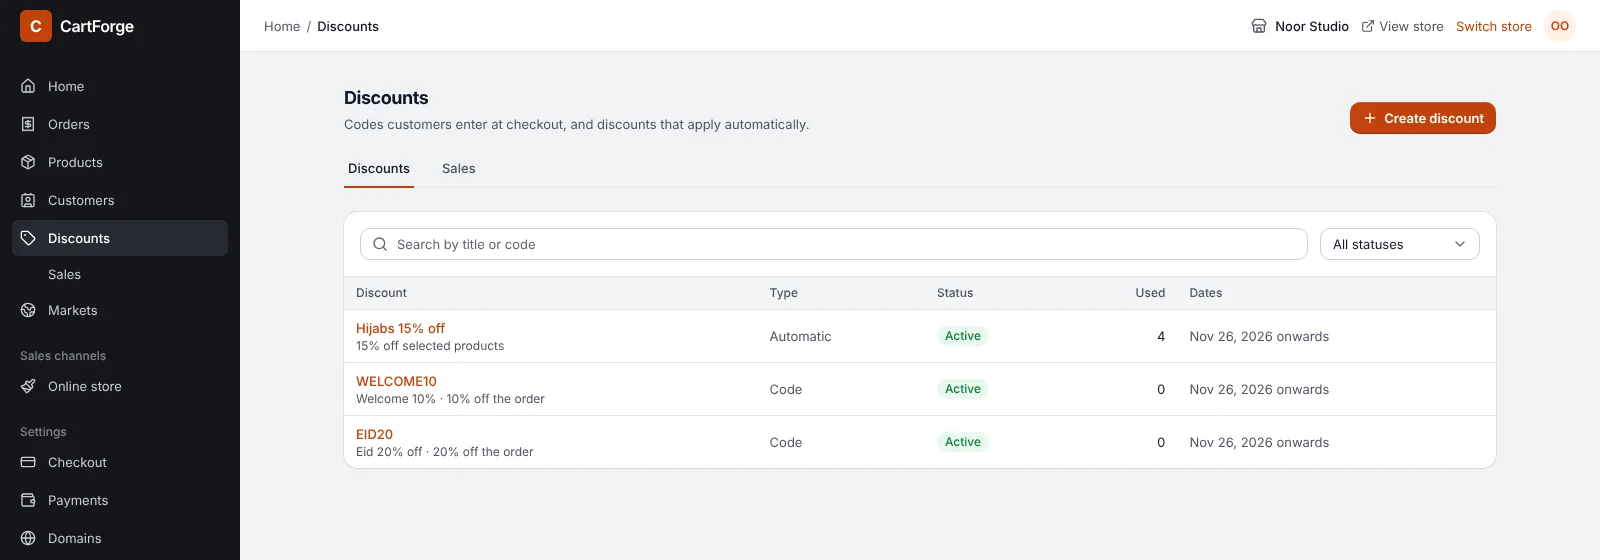 C CartForge
Home / Discounts
Noor Studio View store Switch store OO
Home
Orders
Products
Customers
Discounts
Sales
Markets
Sales channels
Online store
Settings
Checkout
Payments
Domains
Discounts
Codes customers enter at checkout, and discounts that apply automatically.
+ Create discount
Discounts Sales
Search by title or code
All statuses
Discount Type Status Used Dates
Hijabs 15% off
15% off selected products
Automatic Active 4 Nov 26, 2026 onwards
WELCOME10
Welcome 10% · 10% off the order
Code Active 0 Nov 26, 2026 onwards
EID20
Eid 20% off · 20% off the order
Code Active 0 Nov 26, 2026 onwards